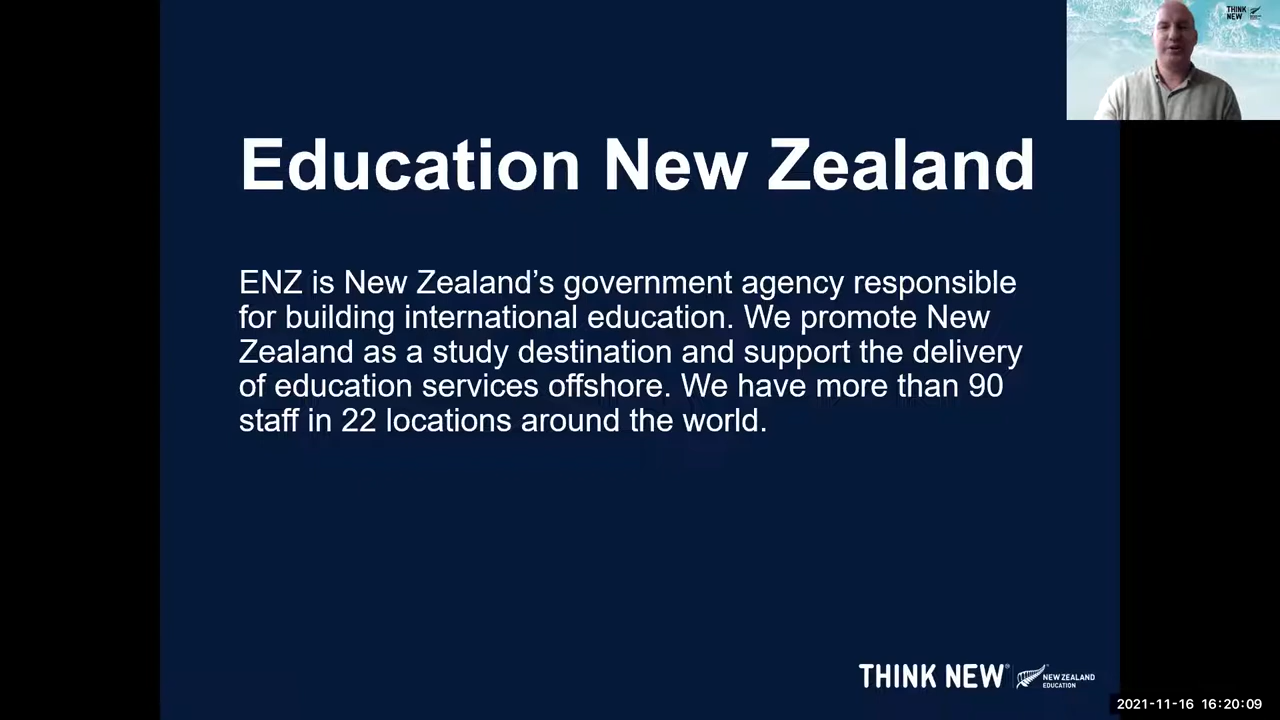 THINK
NEW
Education New Zealand
ENZ is New Zealand’s government agency responsible
for building international education. We promote New
Zealand as a study destination and support the delivery
of education services offshore. We have more than 90
staff in 22 locations around the world.
THINK NEW®
NEW ZEALAND
EDUCATION
2021-11-16 16:20:09